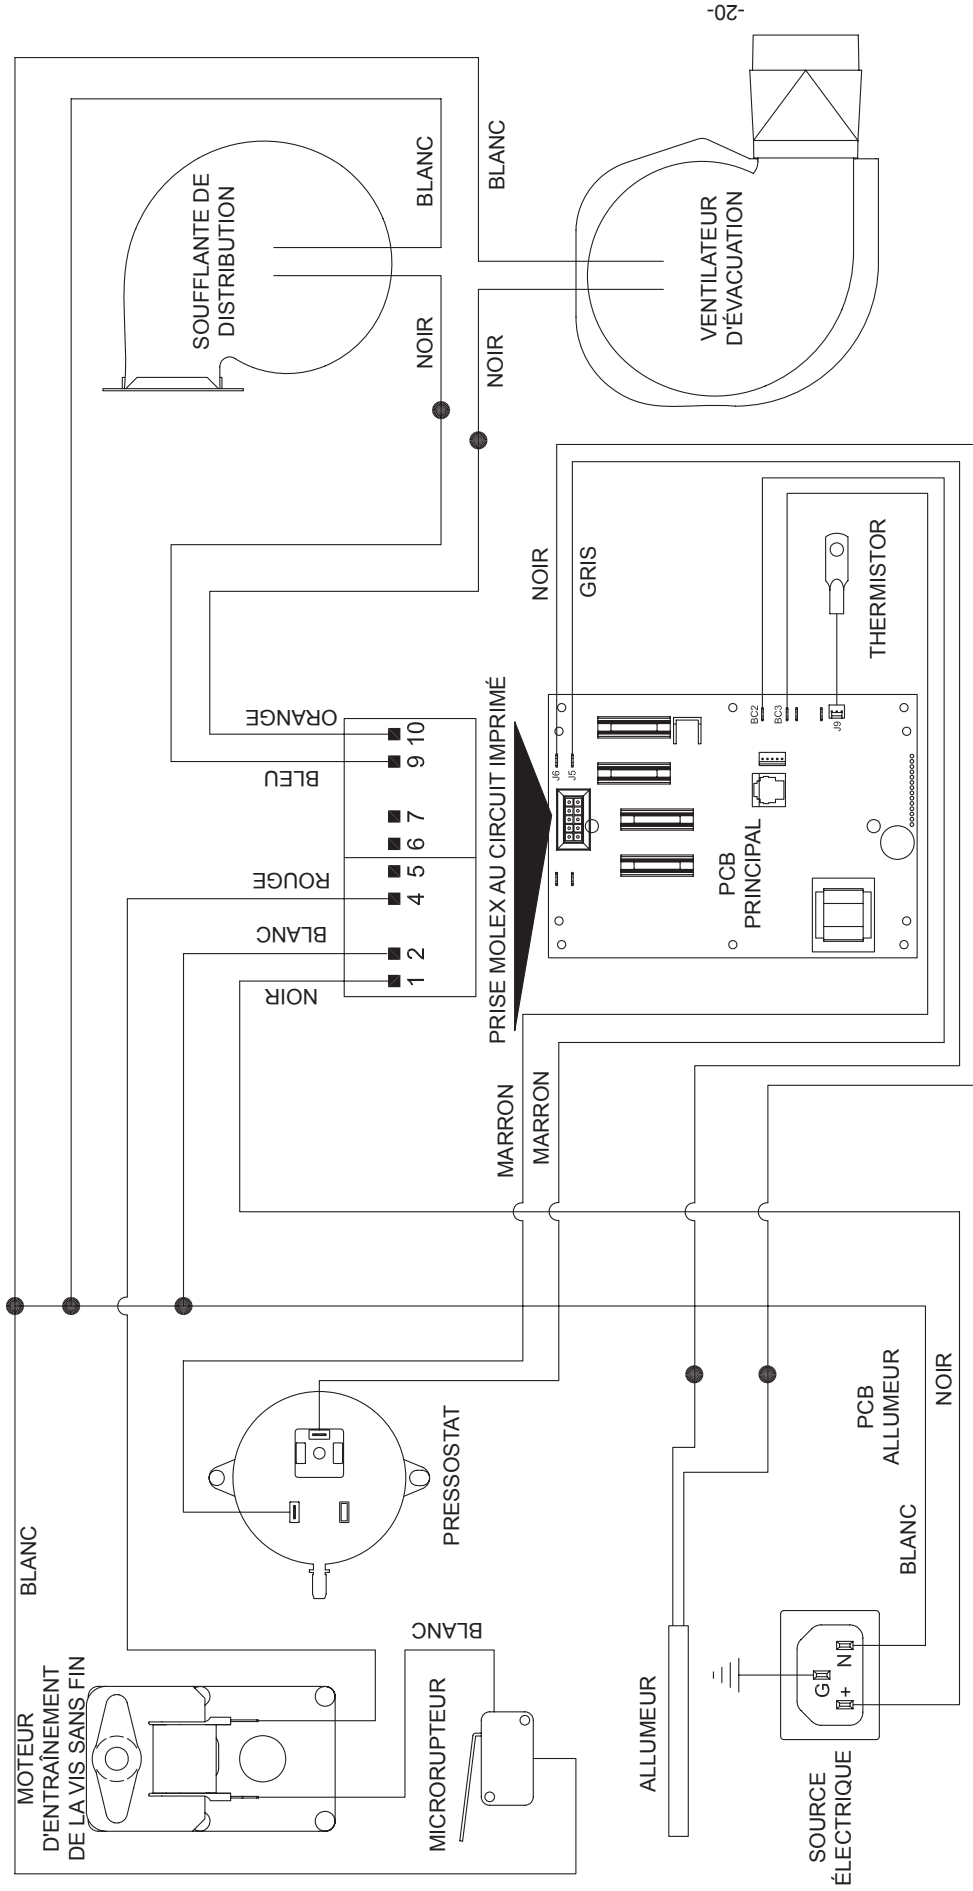 BLANC
MOTEUR
D'ENTRAÎNEMENT
DE LA VIS SANS FIN
MICRORUPTEUR
BLANC
PRESSOSTAT
ALLUMEUR
SOURCE
ÉLECTRIQUE
G
N
+
BLANC
PCB
ALLUMEUR
NOIR
MARRON
MARRON
NOIR
BLANC
ROUGE
BLEU
ORANGE
1
2
4
5
6
7
9
10
PRISE MOLEX AU CIRCUIT IMPRIMÉ
J6
J5
PCB
PRINCIPAL
BC2
BC3
J9
NOIR
GRIS
THERMISTOR
SOUFFLANTE DE
DISTRIBUTION
NOIR
NOIR
BLANC
BLANC
VENTILATEUR
D'ÉVACUATION
-20-